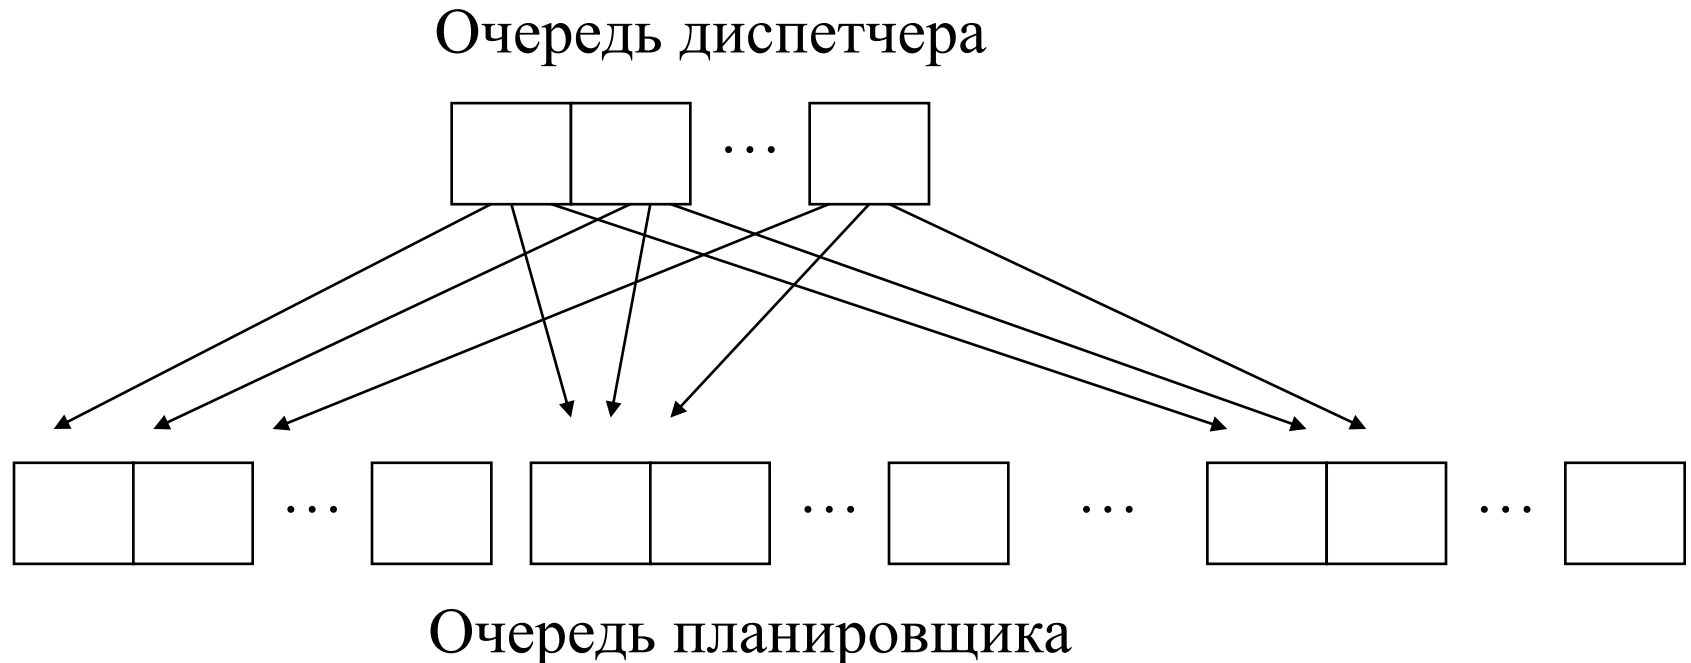 Очередь диспетчера
...
... ... ... ...
Очередь планировщика